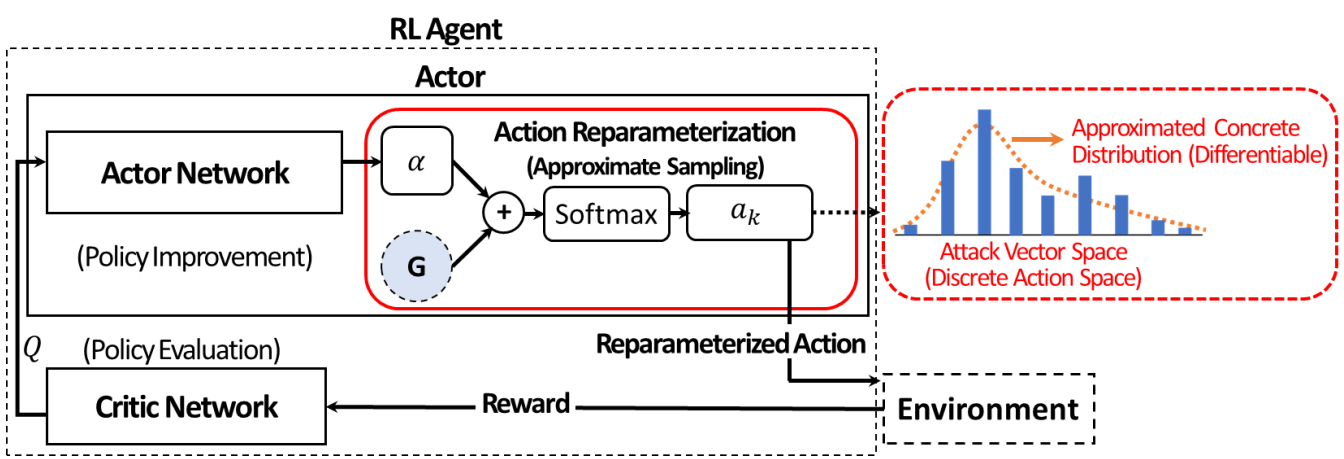 RL Agent
Actor
Action Reparameterization
(Approximate Sampling)
Actor Network
α
+
Softmax
a_k
G
(Policy Improvement)
Approximated Concrete
Distribution (Differentiable)
Attack Vector Space
(Discrete Action Space)
Reparameterized Action
Q
(Policy Evaluation)
Critic Network
Reward
Environment